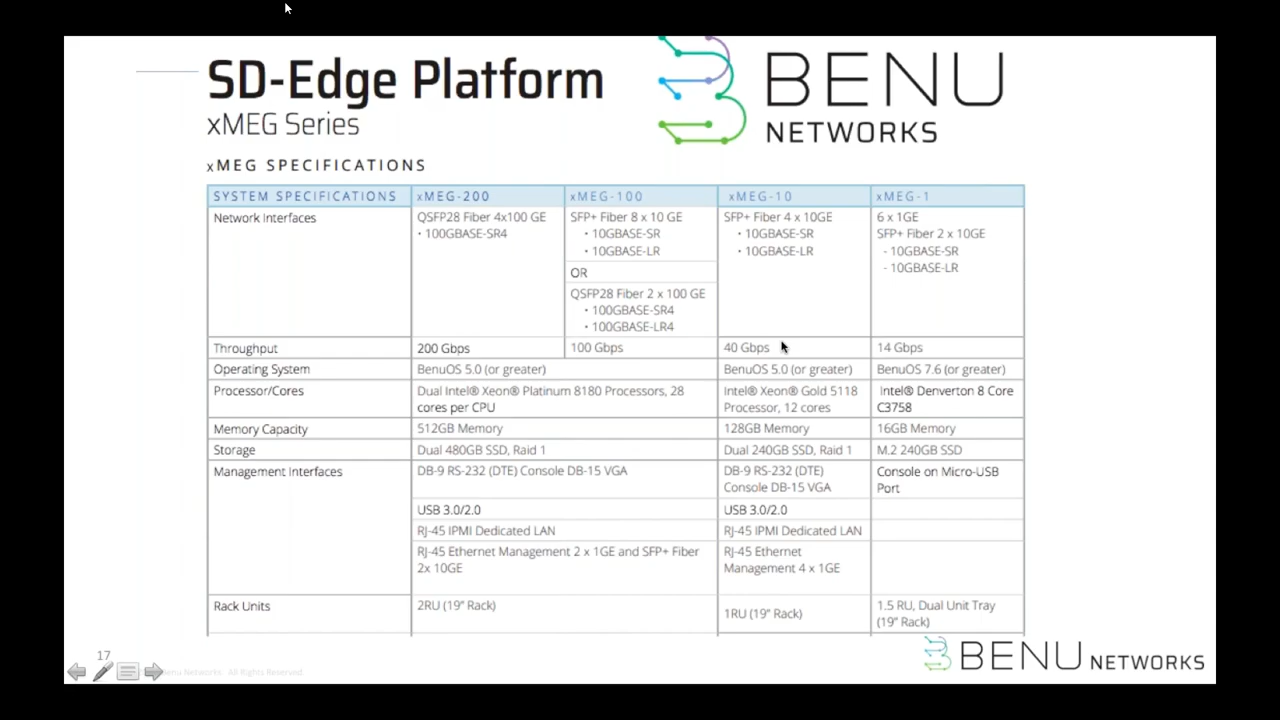 SD-Edge Platform
xMEG Series
BENU
NETWORKS
xMEG SPECIFICATIONS
SYSTEM SPECIFICATIONS xMEG-200 xMEG-100 xMEG-10 xMEG-1
Network Interfaces
QSFP28 Fiber 4x100 GE
• 100GBASE-SR4
SFP+ Fiber 8 x 10 GE
• 10GBASE-SR
• 10GBASE-LR
OR
QSFP28 Fiber 2 x 100 GE
• 100GBASE-SR4
• 100GBASE-LR4
SFP+ Fiber 4 x 10GE
• 10GBASE-SR
• 10GBASE-LR
6 x 1GE
SFP+ Fiber 2 x 10GE
- 10GBASE-SR
- 10GBASE-LR
Throughput 200 Gbps 100 Gbps 40 Gbps 14 Gbps
Operating System BenuOS 5.0 (or greater) BenuOS 5.0 (or greater) BenuOS 7.6 (or greater)
Processor/Cores
Dual Intel® Xeon® Platinum 8180 Processors, 28
cores per CPU
Intel® Xeon® Gold 5118
Processor, 12 cores
Intel® Denverton 8 Core
C3758
Memory Capacity 512GB Memory 128GB Memory 16GB Memory
Storage Dual 480GB SSD, Raid 1 Dual 240GB SSD, Raid 1 M.2 240GB SSD
Management Interfaces
DB-9 RS-232 (DTE) Console DB-15 VGA
DB-9 RS-232 (DTE)
Console DB-15 VGA
Console on Micro-USB
Port
USB 3.0/2.0 USB 3.0/2.0
RJ-45 IPMI Dedicated LAN RJ-45 IPMI Dedicated LAN
RJ-45 Ethernet Management 2 x 1GE and SFP+ Fiber
2x 10GE
RJ-45 Ethernet
Management 4 x 1GE
Rack Units
2RU (19" Rack)
1RU (19" Rack)
1.5 RU, Dual Unit Tray
(19" Rack)
17
Benu Networks - All Rights Reserved
BENU NETWORKS